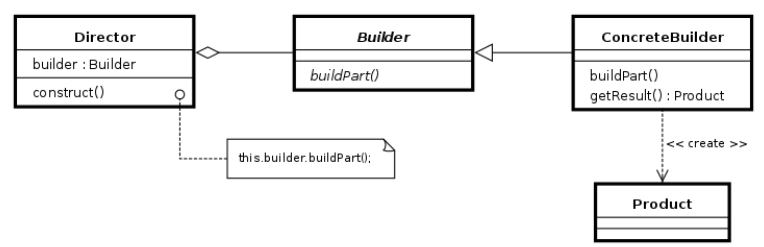 Director
builder : Builder
construct()
Builder
buildPart()
ConcreteBuilder
buildPart()
getResult() : Product
this.builder.buildPart();
<< create >>
Product